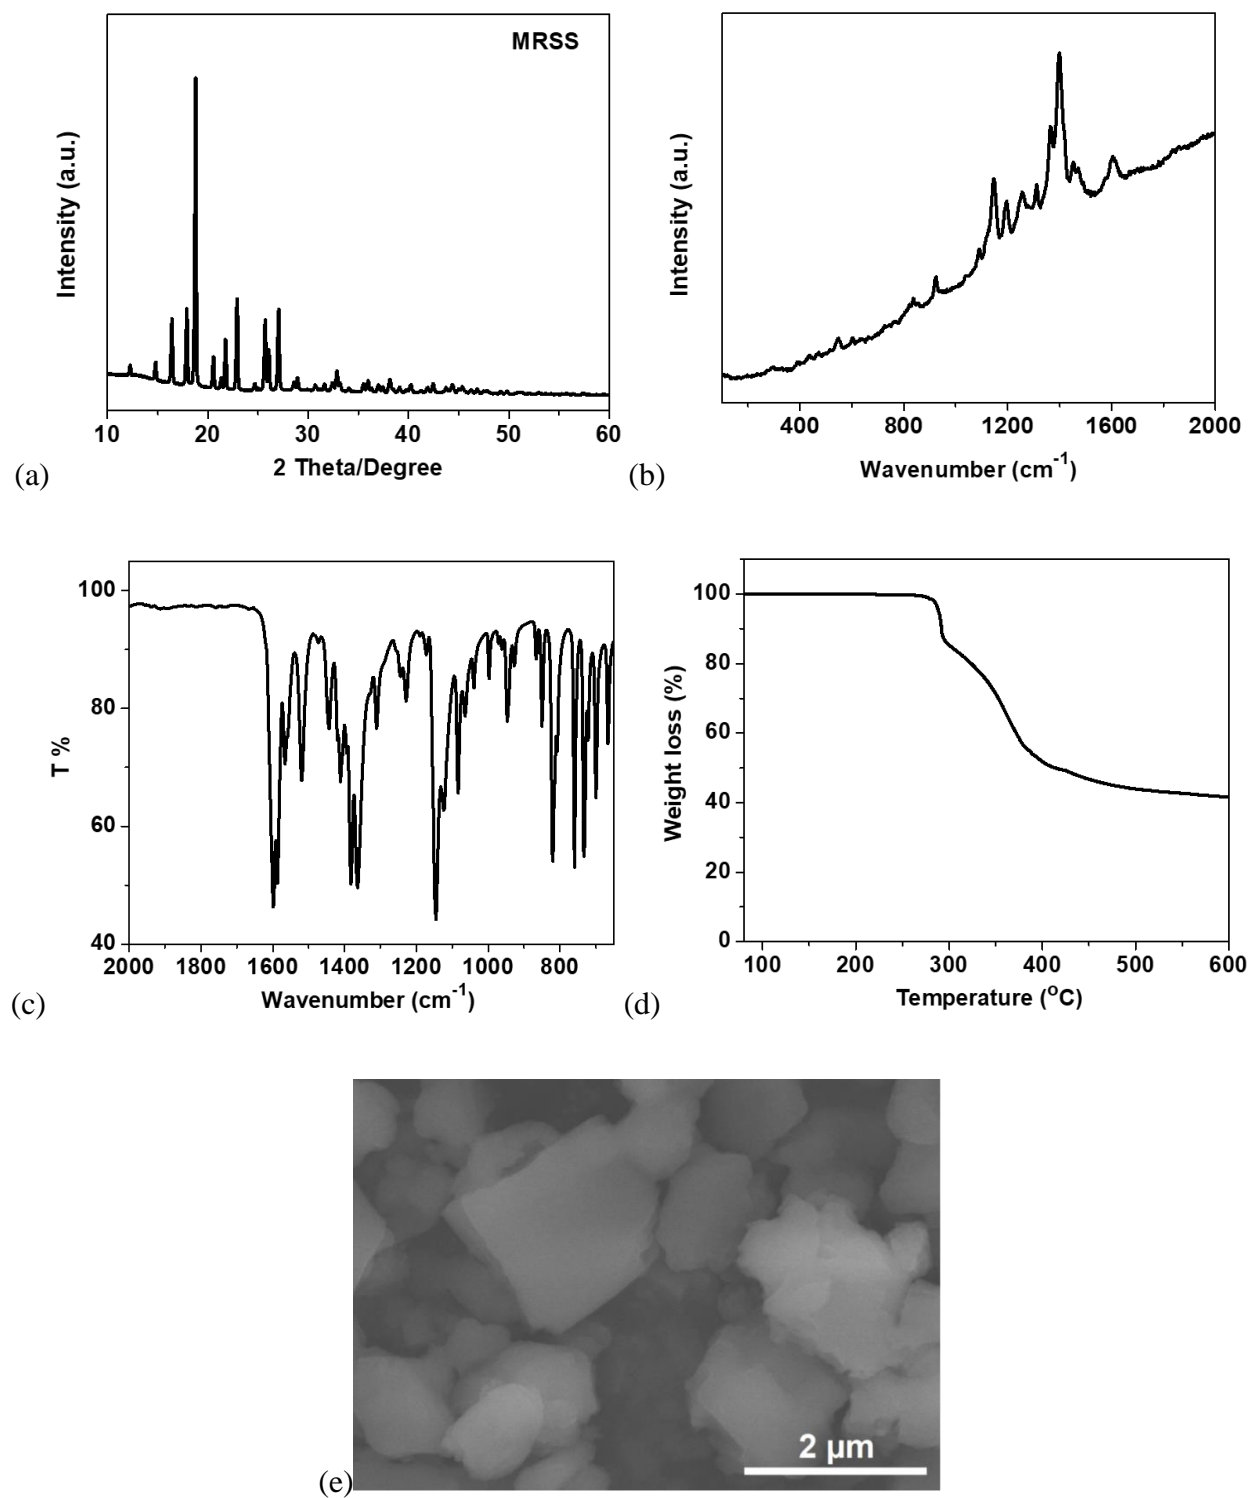 MRSS
Intensity (a.u.)
10 20 30 40 50 60
2 Theta/Degree
(a)
Intensity (a.u.)
400 800 1200 1600 2000
Wavenumber (cm-1)
(b)
100
80
60
40
T %
2000 1800 1600 1400 1200 1000 800
Wavenumber (cm-1)
(c)
100
80
60
40
20
0
Weight loss (%)
100 200 300 400 500 600
Temperature (oC)
(d)
2 µm
(e)